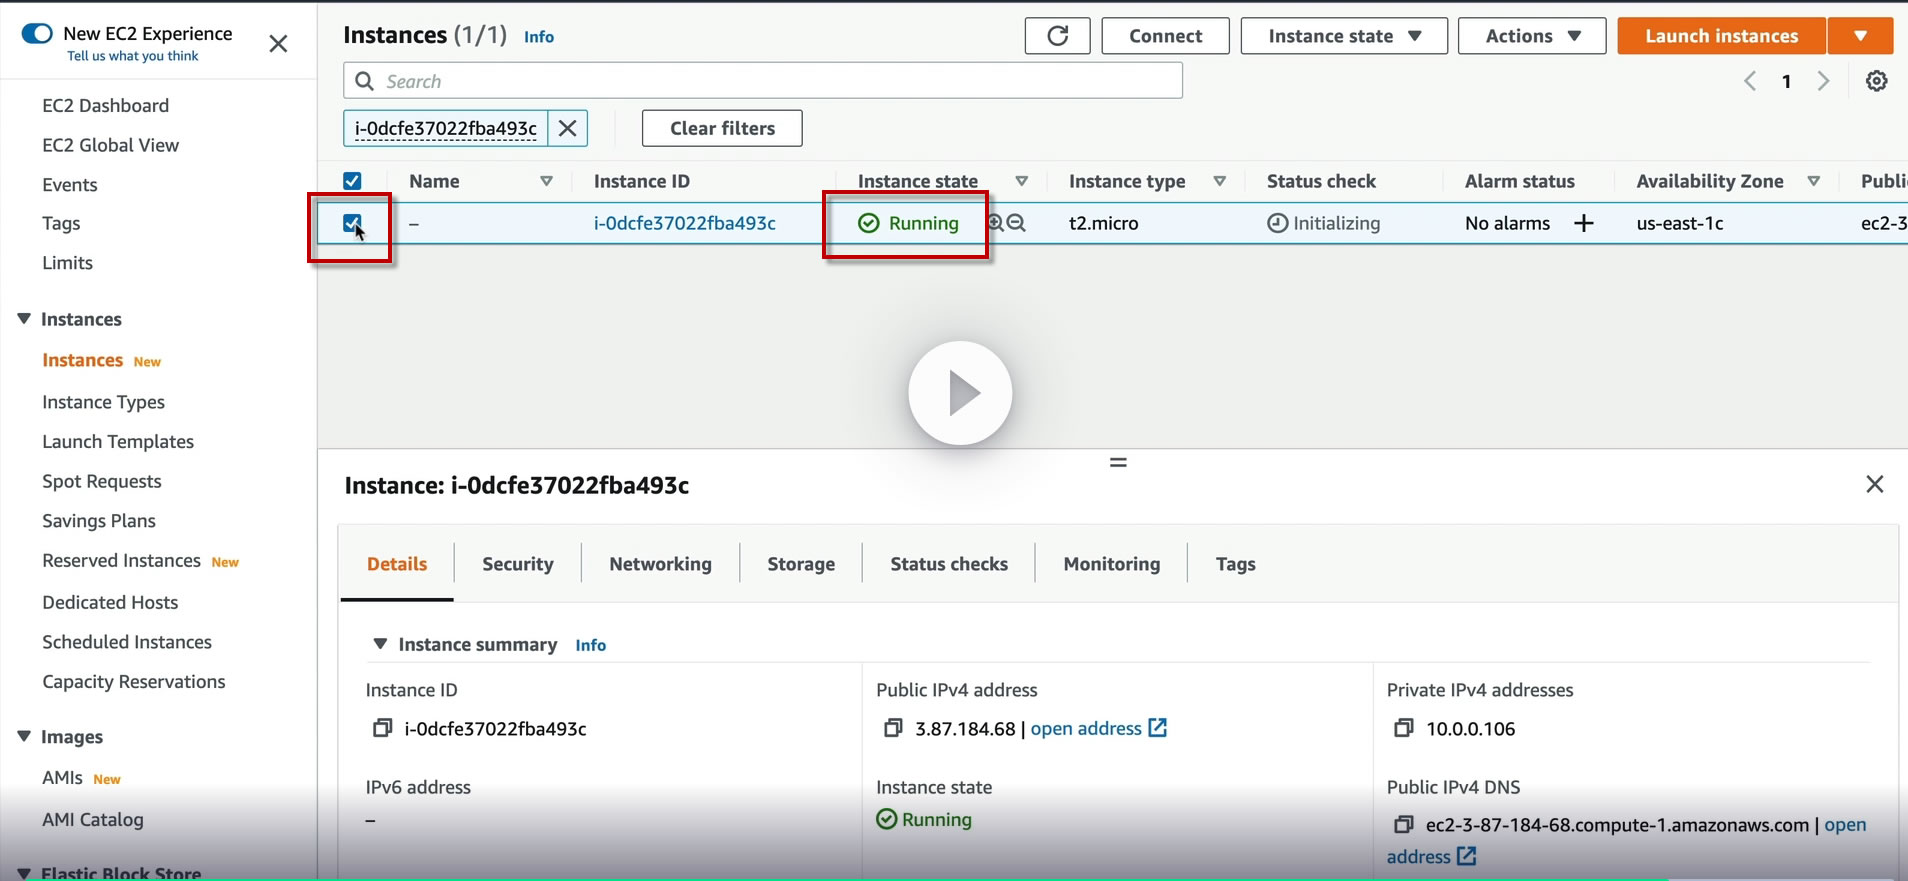 New EC2 Experience
Tell us what you think
EC2 Dashboard
EC2 Global View
Events
Tags
Limits
Instances
Instances New
Instance Types
Launch Templates
Spot Requests
Savings Plans
Reserved Instances New
Dedicated Hosts
Scheduled Instances
Capacity Reservations
Images
AMIs New
AMI Catalog
Elastic Block Store
Instances (1/1) Info
Connect
Instance state
Actions
Launch instances
Search
1
i-0dcfe37022fba493c
Clear filters
Name Instance ID Instance state Instance type Status check Alarm status Availability Zone Publi
– i-0dcfe37022fba493c Running t2.micro Initializing No alarms + us-east-1c ec2-3
Instance: i-0dcfe37022fba493c
Details Security Networking Storage Status checks Monitoring Tags
Instance summary Info
Instance ID
i-0dcfe37022fba493c
Public IPv4 address
3.87.184.68 | open address
Private IPv4 addresses
10.0.0.106
IPv6 address
–
Instance state
Running
Public IPv4 DNS
ec2-3-87-184-68.compute-1.amazonaws.com | open
address